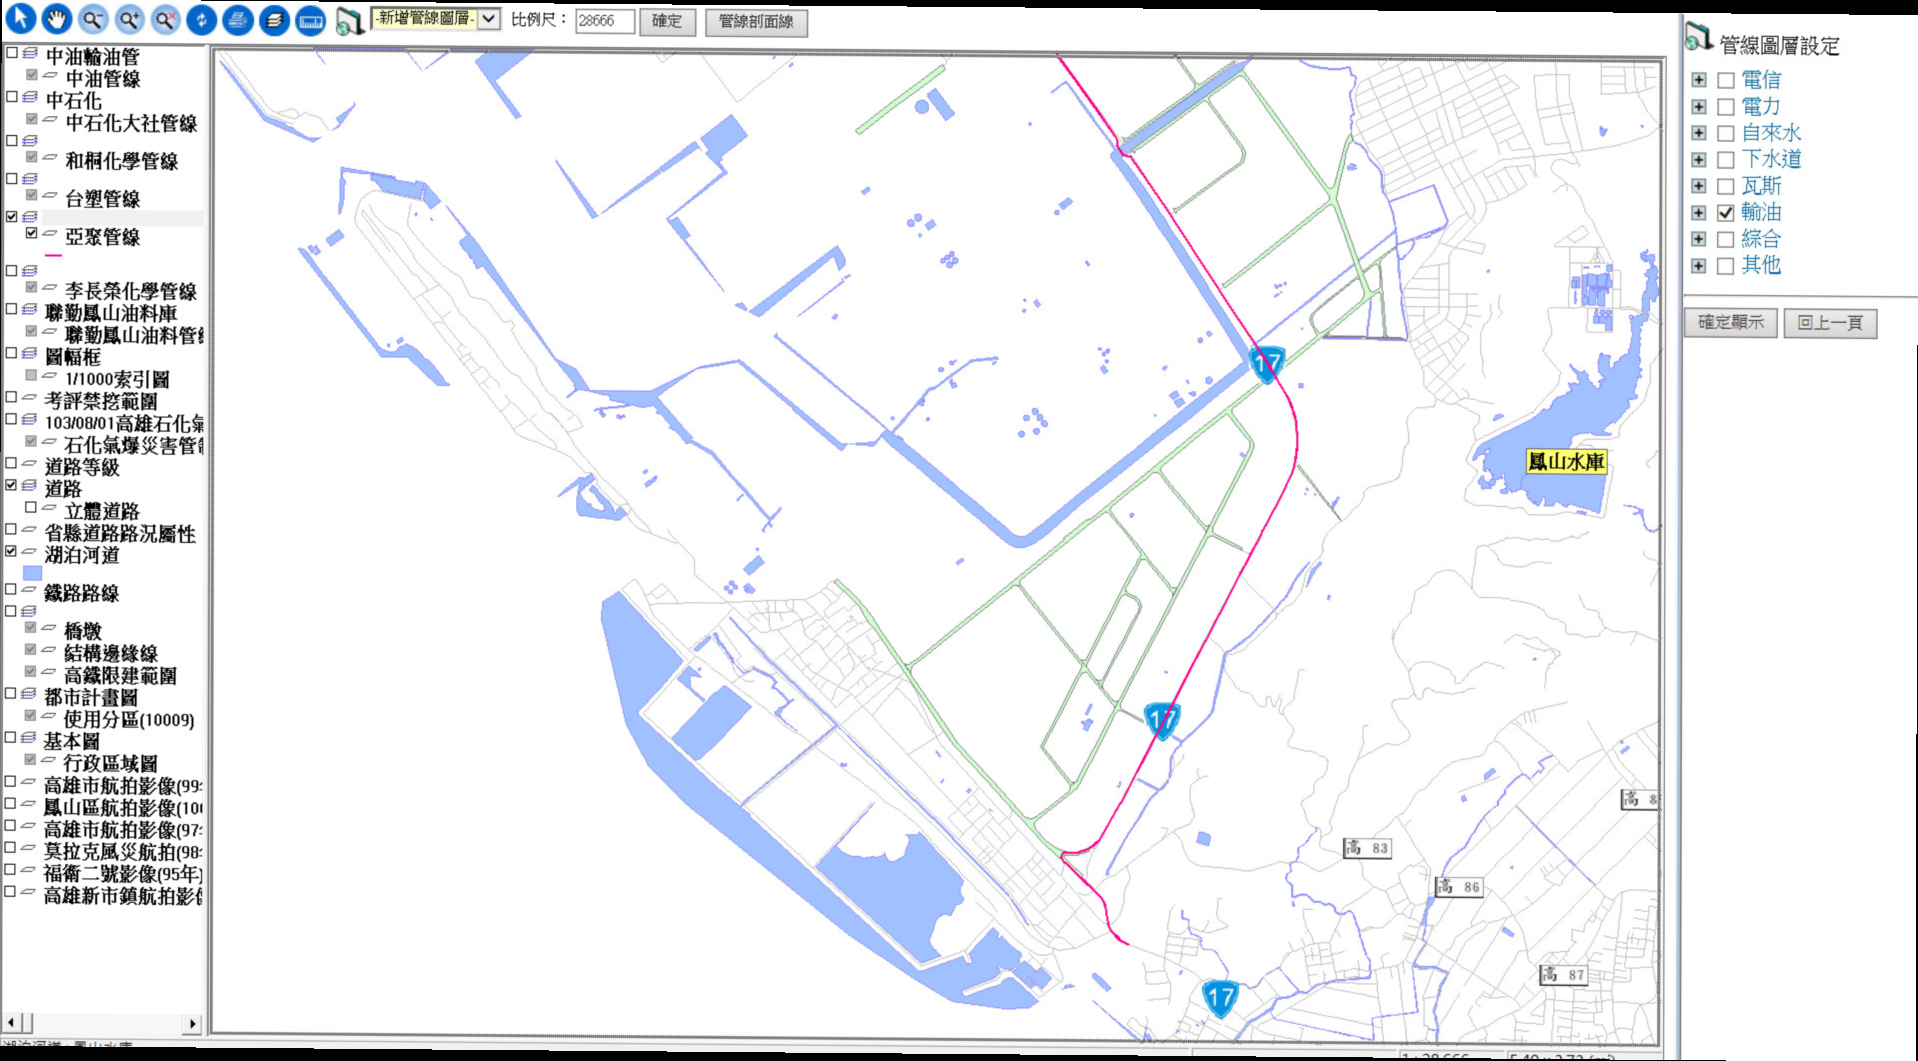 -新增管線圖層-
比例尺：
28666
確定
管線剖面線
中油輸油管
中油管線
中石化
中石化大社管線
和桐化學管線
台塑管線
亞聚管線
李長榮化學管線
聯勤鳳山油料庫
聯勤鳳山油料管
圖幅框
1/1000索引圖
考評禁挖範圍
103/08/01高雄石化氣
石化氣爆災害管
道路等級
道路
立體道路
省縣道路路況屬性
湖泊河道
鐵路路線
橋墩
結構邊緣線
高鐵限建範圍
都市計畫圖
使用分區(10009)
基本圖
行政區域圖
高雄市航拍影像(99
鳳山區航拍影像(10
高雄市航拍影像(97
莫拉克風災航拍(98
福衛二號影像(95年)
高雄新市鎮航拍影像
17
鳳山水庫
17
高 8
高 83
高 86
高 87
17
管線圖層設定
電信
電力
自來水
下水道
瓦斯
輸油
綜合
其他
確定顯示
回上一頁